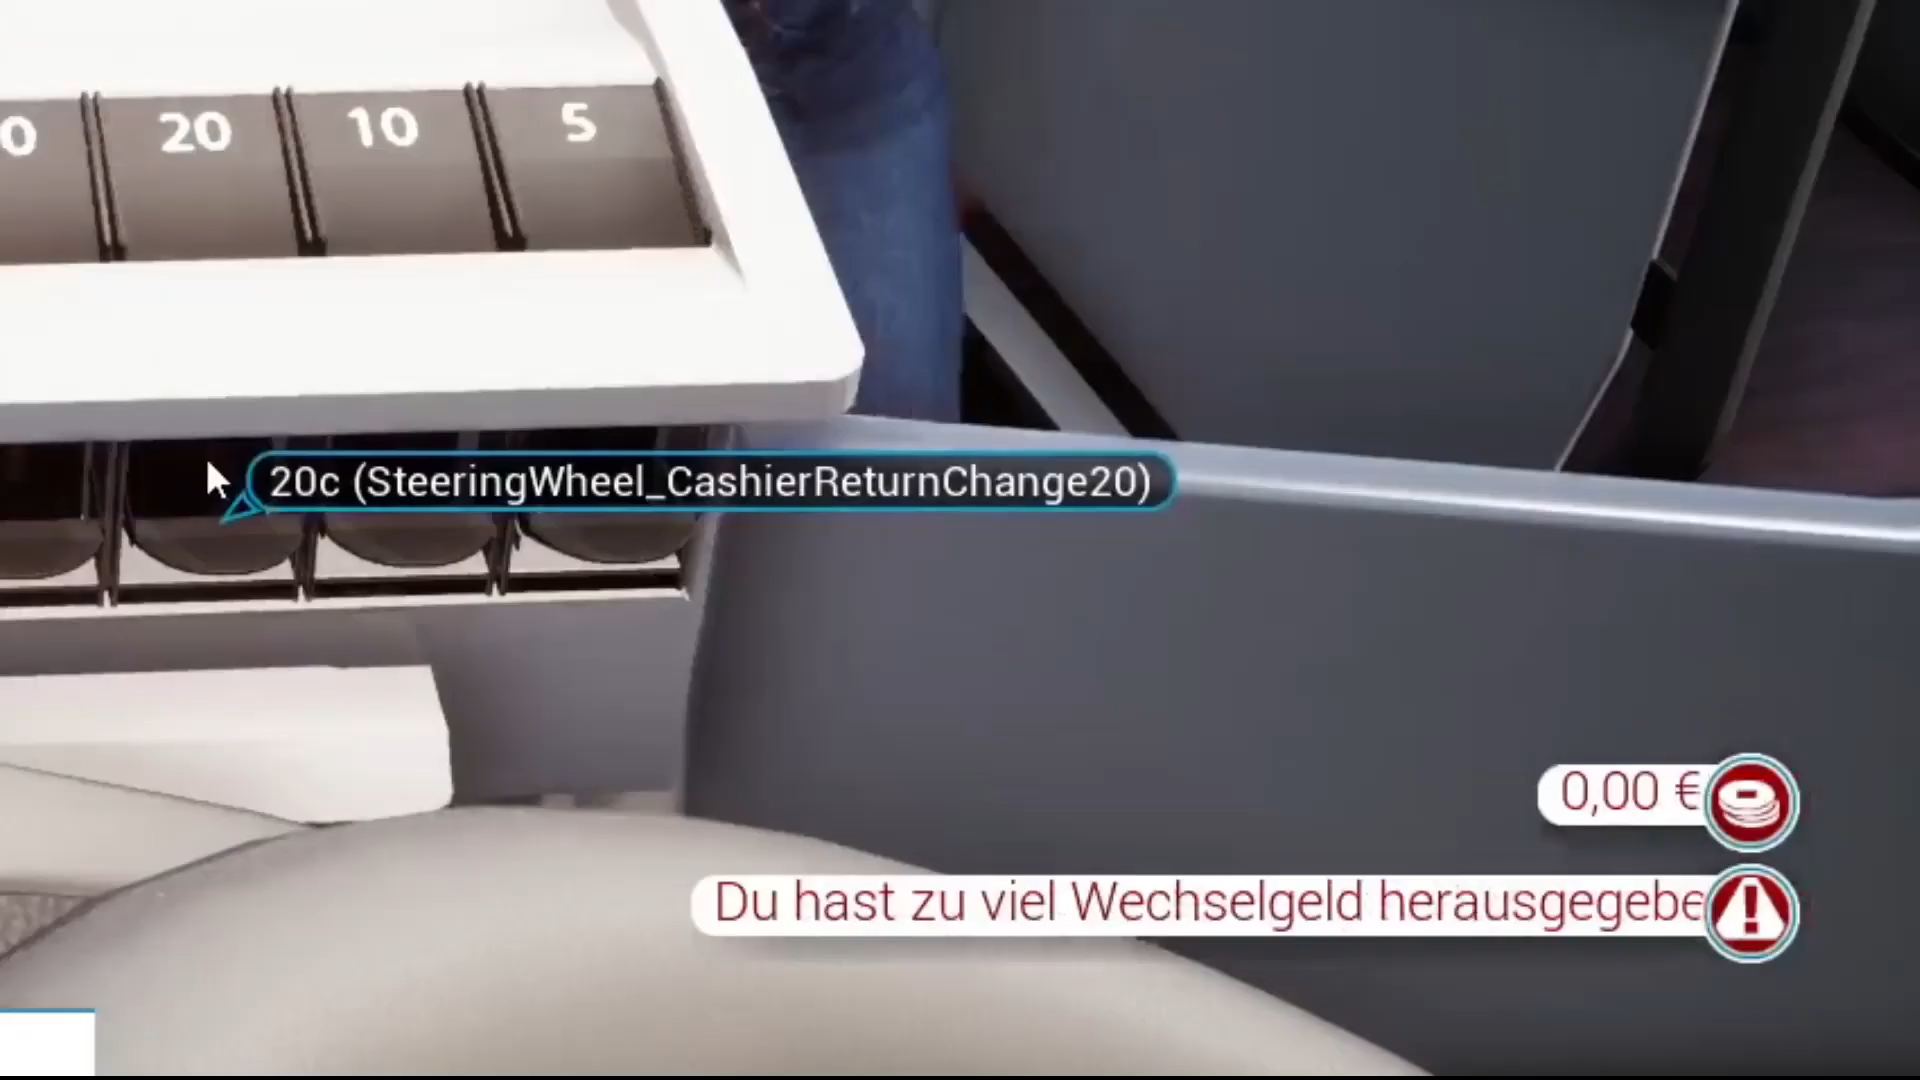 0 20 10 5
20c (SteeringWheel_CashierReturnChange20)
0,00 €
Du hast zu viel Wechselgeld herausgegebe